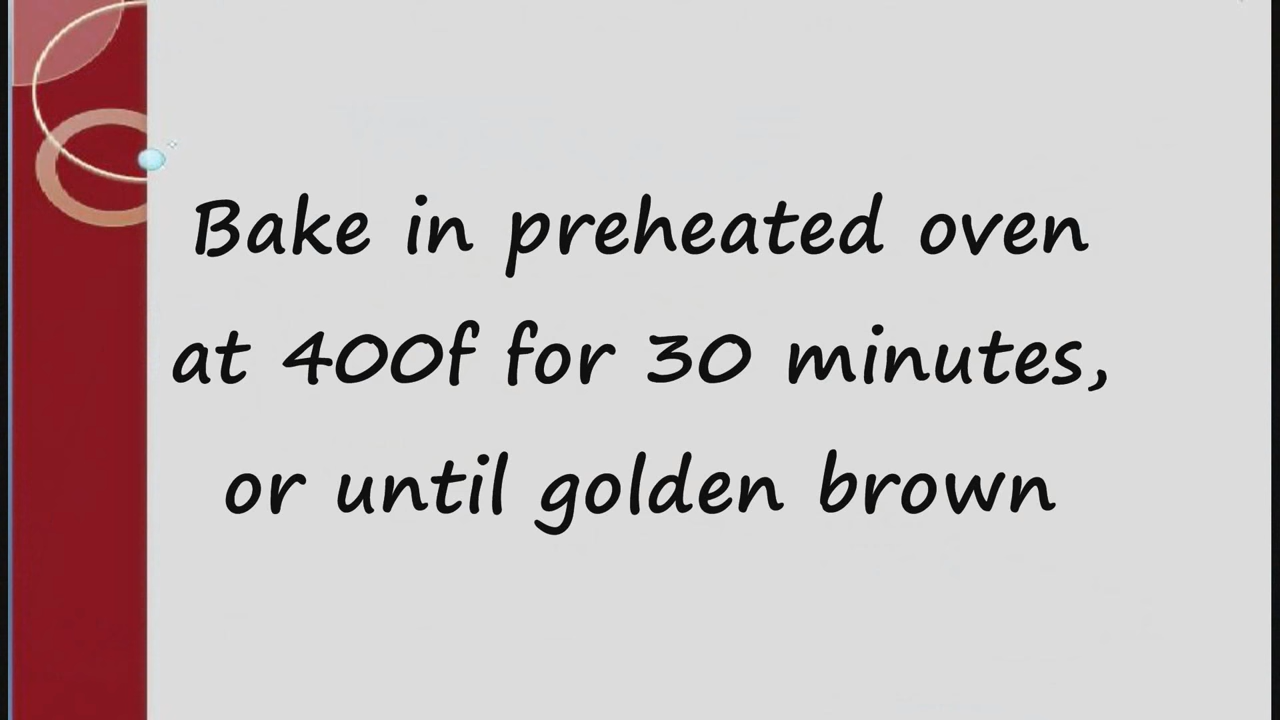 Bake in preheated oven
at 400f for 30 minutes,
or until golden brown